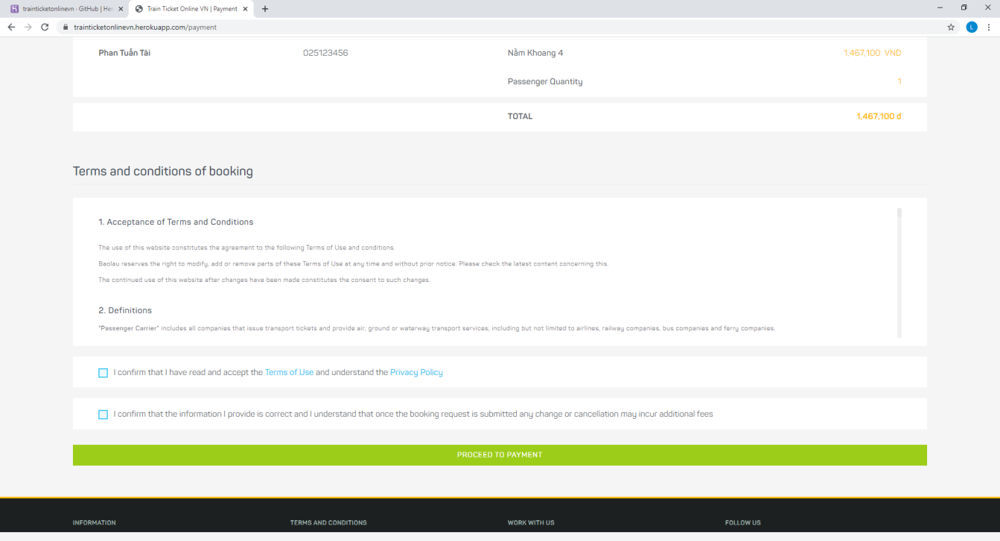 trainticketonlinevn · GitHub | Her
Train Ticket Online VN | Payment
trainticketonlinevn.herokuapp.com/payment
L
Phan Tuấn Tài 025123456 Nằm Khoang 4 1,467,100 VND
Passenger Quantity 1
TOTAL 1,467,100 đ
Terms and conditions of booking
1. Acceptance of Terms and Conditions
The use of this website constitutes the agreement to the following Terms of Use and conditions.
Baolau reserves the right to modify, add or remove parts of these Terms of Use at any time and without prior notice. Please check the latest content concerning this.
The continued use of this website after changes have been made constitutes the consent to such changes.
2. Definitions
"Passenger Carrier" includes all companies that issue transport tickets and provide air, ground or waterway transport services, including but not limited to airlines, railway companies, bus companies and ferry companies.
I confirm that I have read and accept the Terms of Use and understand the Privacy Policy
I confirm that the information I provide is correct and I understand that once the booking request is submitted any change or cancellation may incur additional fees
PROCEED TO PAYMENT
INFORMATION TERMS AND CONDITIONS WORK WITH US FOLLOW US